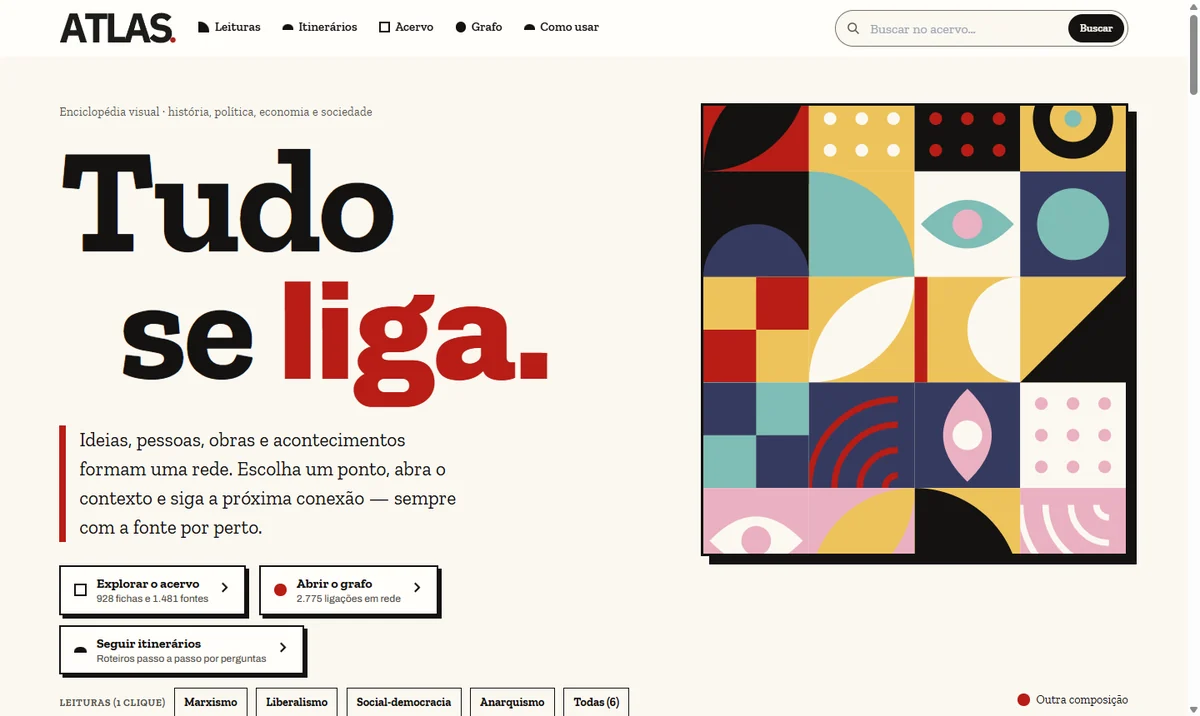 ATLAS.
Leituras
Itinerários
Acervo
Grafo
Como usar
Buscar no acervo...
Buscar
Enciclopédia visual · história, política, economia e sociedade
Tudo
se liga.
Ideias, pessoas, obras e acontecimentos
formam uma rede. Escolha um ponto, abra o
contexto e siga a próxima conexão — sempre
com a fonte por perto.
Explorar o acervo
928 fichas e 1.481 fontes
Abrir o grafo
2.775 ligações em rede
Seguir itinerários
Roteiros passo a passo por perguntas
LEITURAS (1 CLIQUE)
Marxismo
Liberalismo
Social-democracia
Anarquismo
Todas (6)
Outra composição